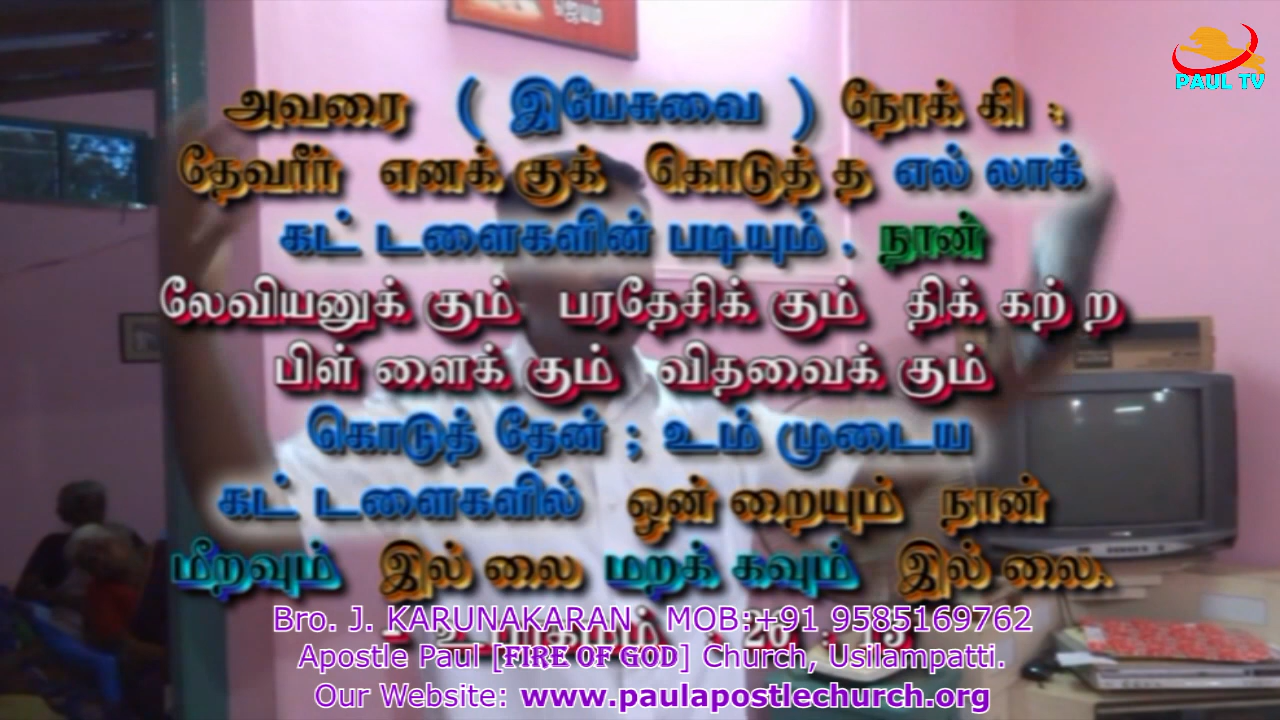 ஜெயம்
PAUL TV
அவரை ( இயேசுவை ) நோக்கி :
தேவரீர் எனக்குக் கொடுத்த எல்லாக்
கட்டளைகளின் படியும் . நான்
லேவியனுக்கும் பரதேசிக்கும் திக்கற்ற
பிள்ளைக்கும் விதவைக்கும்
கொடுத்தேன் ; உம்முடைய
கட்டளைகளில் ஒன்றையும் நான்
மீறவும் இல்லை மறக்கவும் இல்லை.
Bro. J. KARUNAKARAN MOB:+91 9585169762
Apostle Paul [FIRE OF GOD] Church, Usilampatti.
Our Website: www.paulapostlechurch.org